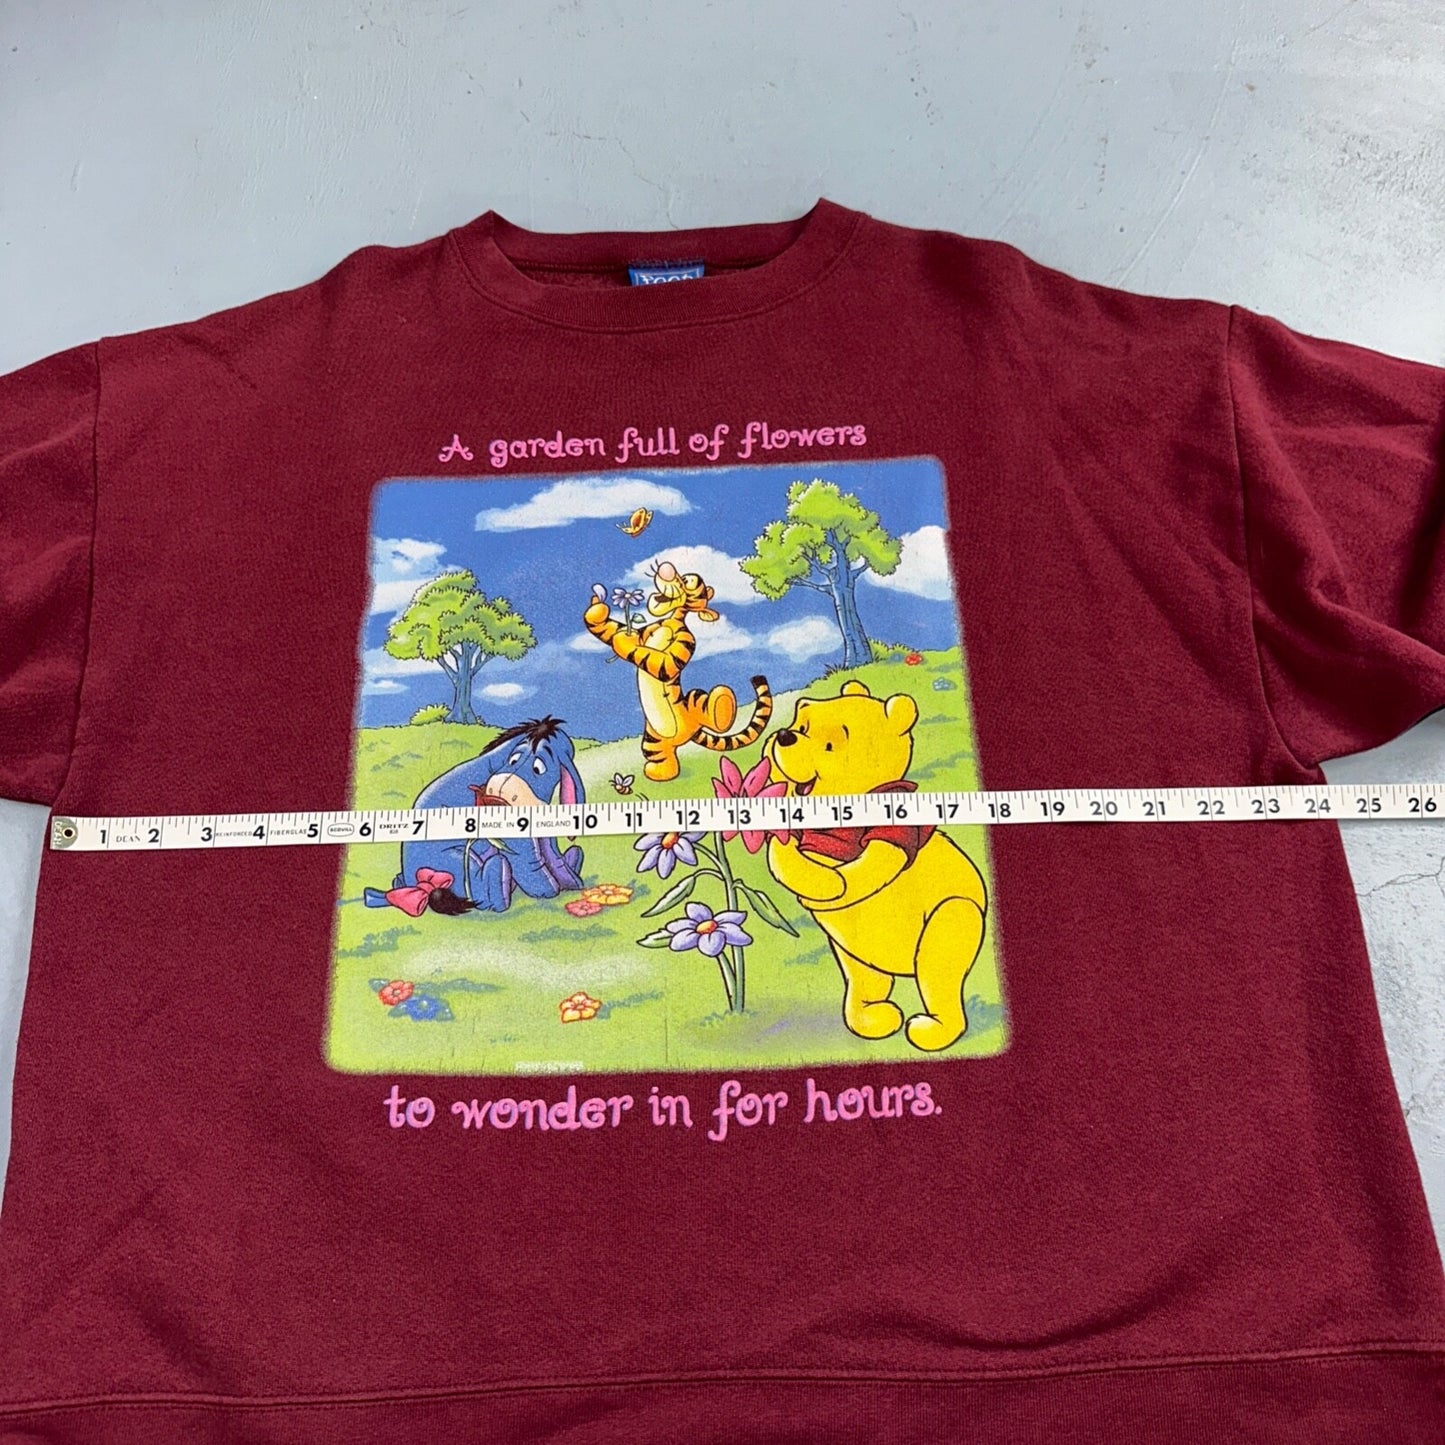 A garden full of flowers
1 DEAN 2 3 REINFORCED 4 FIBERGLAS 5 SCOVILL 6 DRITZ 7 8 MADE IN 9 ENGLAND 10 11 12 13 14 15 16 17 18 19 20 21 22 23 24 25 26
to wonder in for hours.